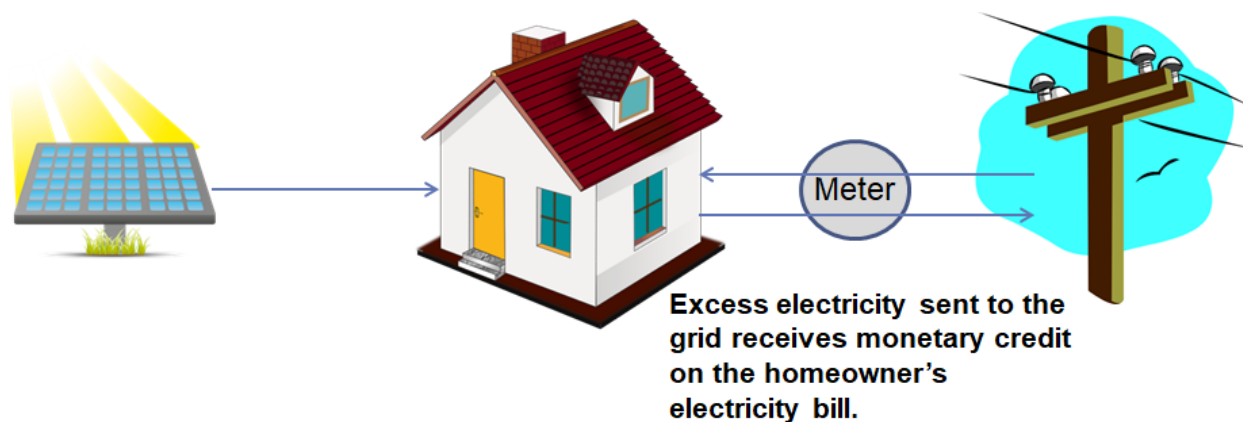 Meter
Excess electricity sent to the
grid receives monetary credit
on the homeowner's
electricity bill.